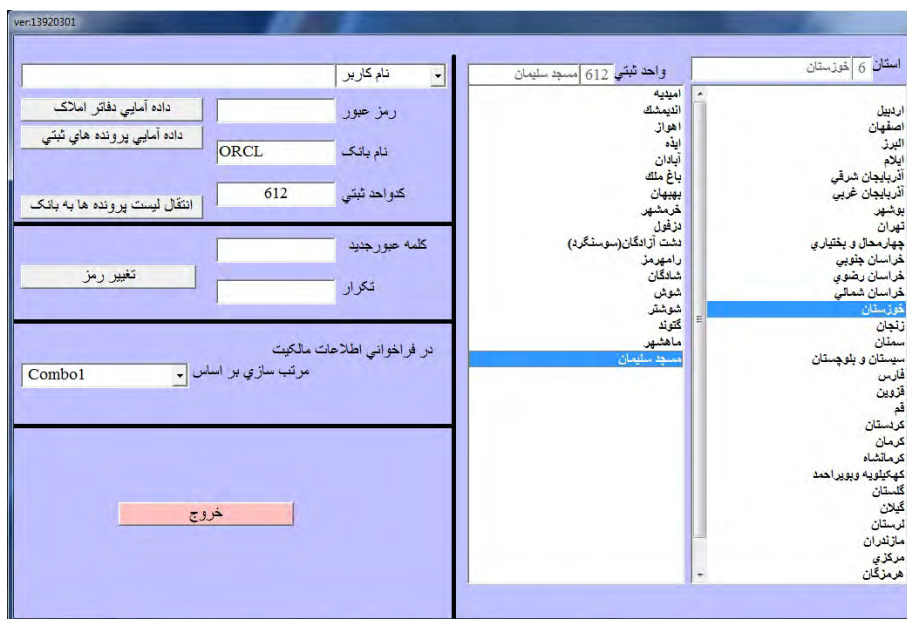 ver:13920301
استان 6 خوزستان
اردبيل
اصفهان
البرز
ايلام
آذربايجان شرقي
آذربايجان غربي
بوشهر
تهران
چهارمحال و بختياري
خراسان جنوبي
خراسان رضوي
خراسان شمالي
خوزستان
زنجان
سمنان
سيستان و بلوچستان
فارس
قزوين
قم
كردستان
كرمان
كرمانشاه
كهكيلويه وبويراحمد
گلستان
گيلان
لرستان
مازندران
مركزي
هرمزگان
واحد ثبتي 612 مسجد سليمان
اميديه
انديمشك
اهواز
ايذه
آبادان
باغ ملك
بهبهان
خرمشهر
دزفول
دشت آزادگان(سوسنگرد)
رامهرمز
شادگان
شوش
شوشتر
گتوند
ماهشهر
مسجد سليمان
نام كاربر
رمز عبور
داده آمايي دفاتر املاك
داده آمايي پرونده هاي ثبتي
نام بانک ORCL
كدواحد ثبتي 612
انتقال ليست پرونده ها به بانک
كلمه عبورجديد
تغيير رمز
تكرار
در فراخواني اطلاعات مالكيت
مرتب سازي بر اساس Combo1
خروج